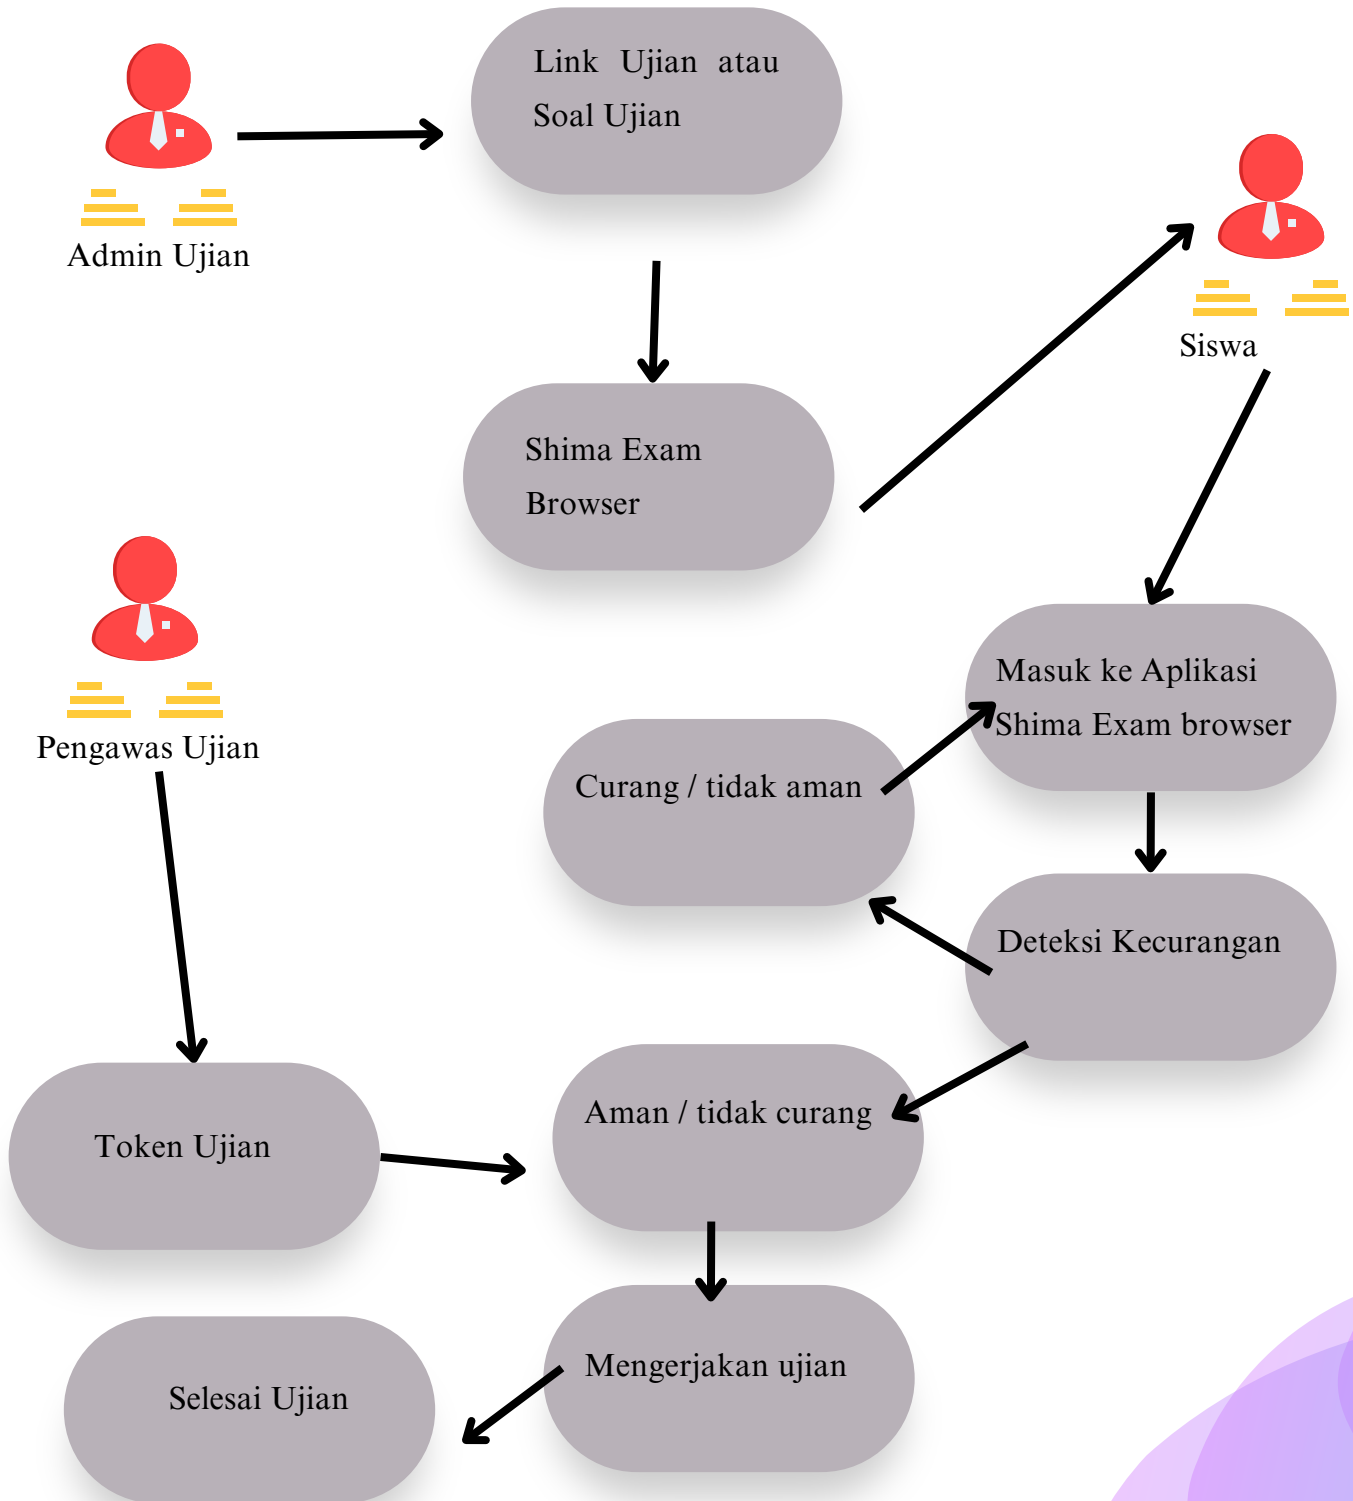 Link Ujian atau
Soal Ujian
Admin Ujian
Siswa
Shima Exam
Browser
Pengawas Ujian
Masuk ke Aplikasi
Shima Exam browser
Curang / tidak aman
Deteksi Kecurangan
Aman / tidak curang
Token Ujian
Mengerjakan ujian
Selesai Ujian